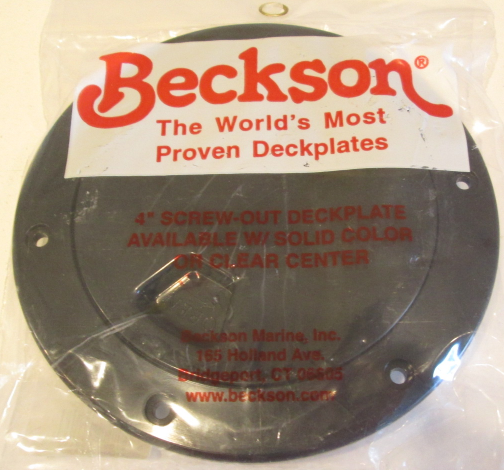 Beckson®
The World's Most
Proven Deckplates
4" SCREW-OUT DECKPLATE
AVAILABLE W/ SOLID COLOR
OR CLEAR CENTER
Beckson Marine, Inc.
165 Holland Ave.
Bridgeport, CT 06605
www.beckson.com